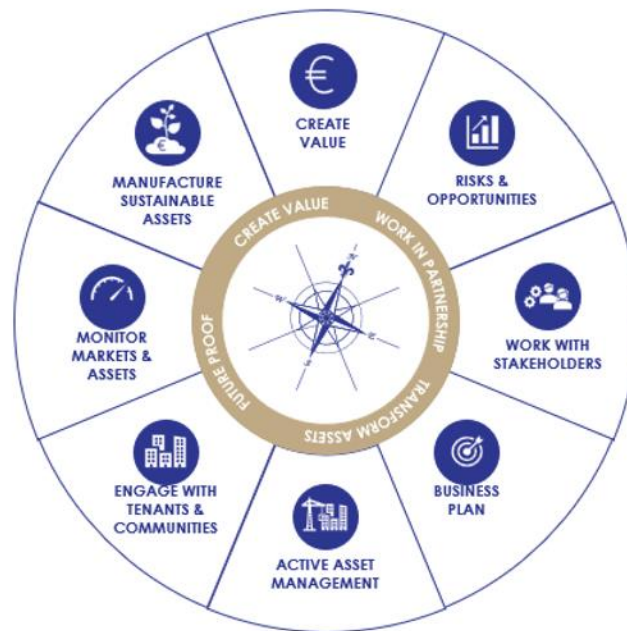 CREATE
VALUE
RISKS &
OPPORTUNITIES
WORK WITH
STAKEHOLDERS
BUSINESS
PLAN
ACTIVE ASSET
MANAGEMENT
ENGAGE WITH
TENANTS &
COMMUNITIES
MONITOR
MARKETS &
ASSETS
MANUFACTURE
SUSTAINABLE
ASSETS
CREATE VALUE
WORK IN PARTNERSHIP
TRANSFORM ASSETS
FUTURE PROOF